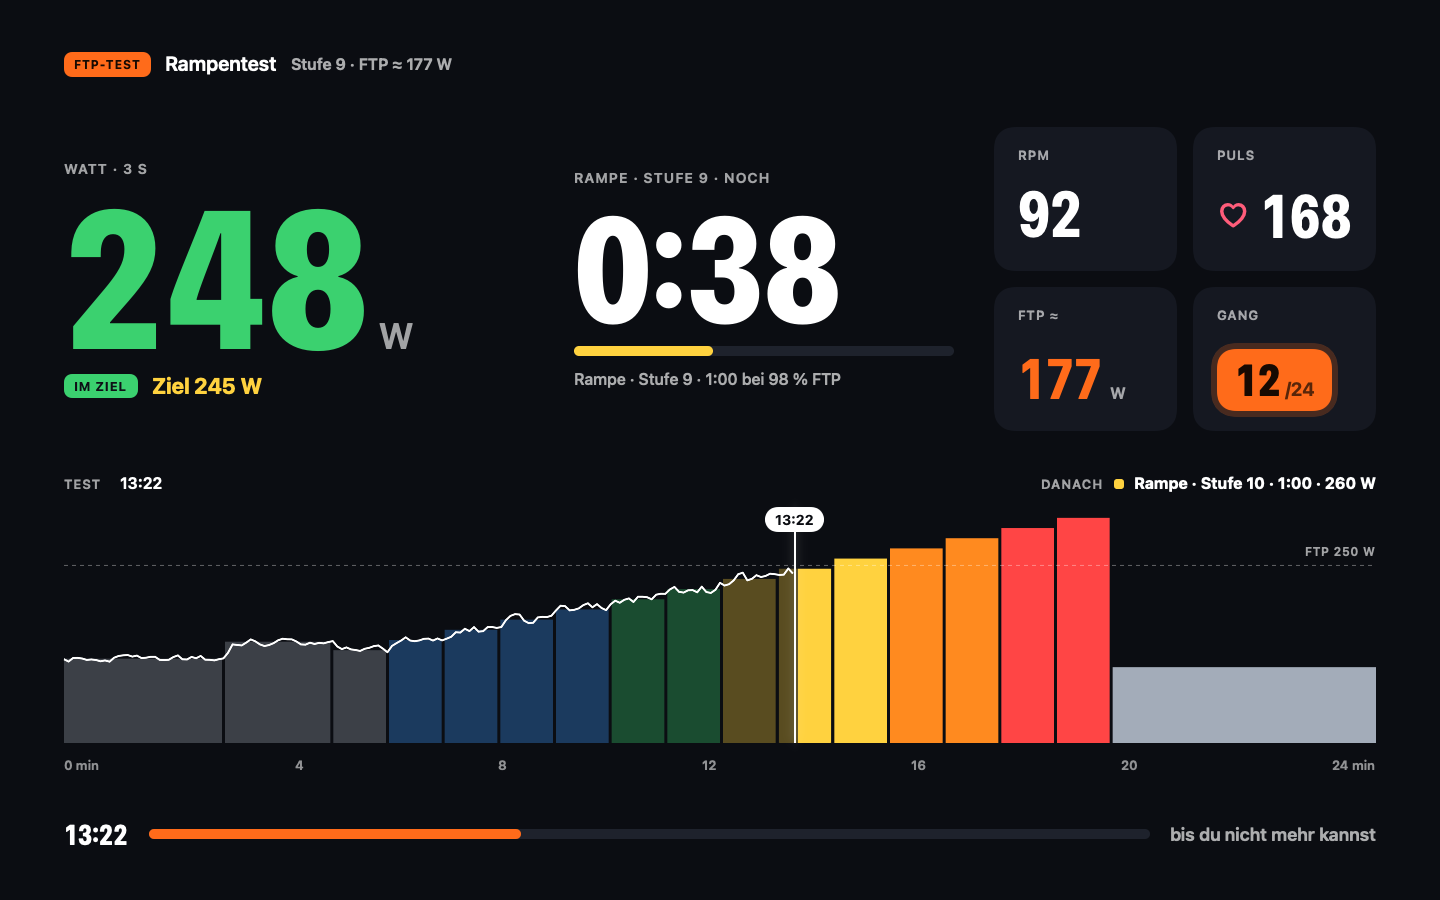 FTP-TEST Rampentest Stufe 9 · FTP ≈ 177 W
WATT · 3 S
248 W
IM ZIEL Ziel 245 W
RAMPE · STUFE 9 · NOCH
0:38
Rampe · Stufe 9 · 1:00 bei 98 % FTP
RPM
92
PULS
168
FTP ≈
177 W
GANG
12 /24
TEST 13:22
DANACH Rampe · Stufe 10 · 1:00 · 260 W
13:22
FTP 250 W
0 min 4 8 12 16 20 24 min
13:22 bis du nicht mehr kannst